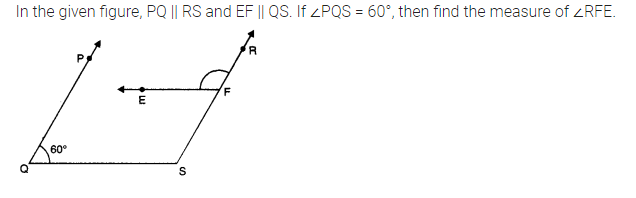 In the given figure, PQ || RS and EF || QS. If ∠PQS = 60°, then find the measure of ∠RFE.
P
R
E
F
60°
Q
S